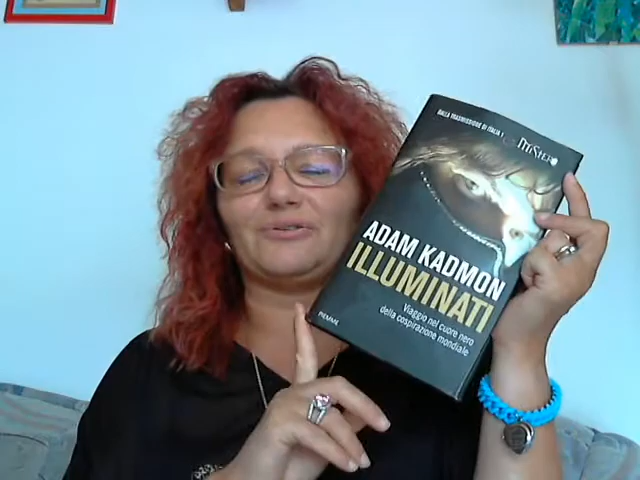 DALLA TRASMISSIONE DI ITALIA 1
MISTERO
ADAM KADMON
ILLUMINATI
Viaggio nel cuore nero
della cospirazione mondiale
PIEMME